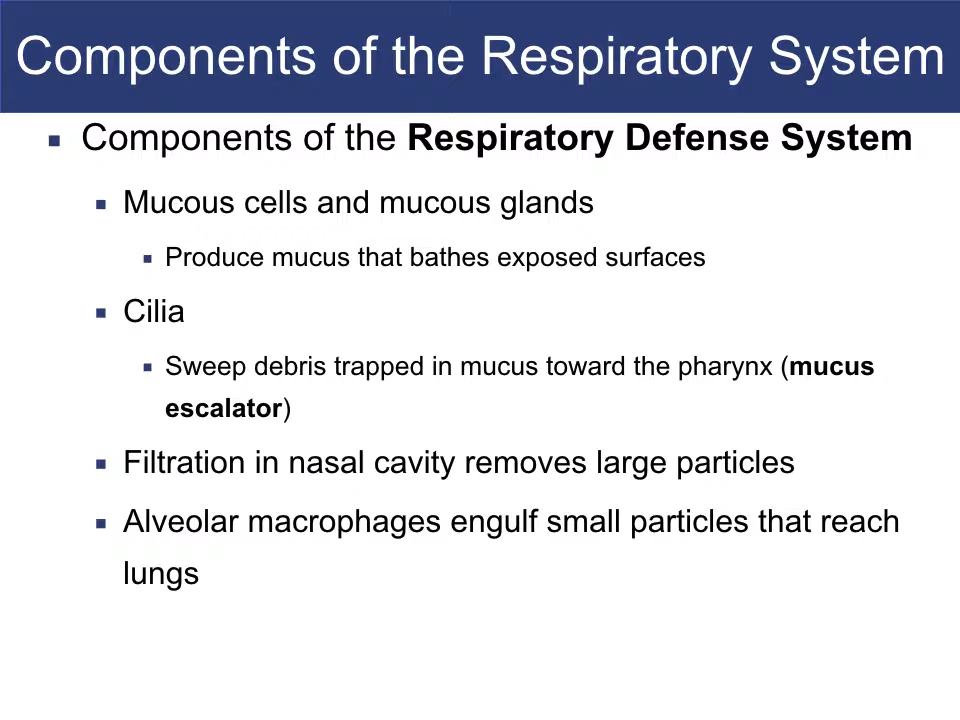 Components of the Respiratory System
Components of the Respiratory Defense System
Mucous cells and mucous glands
Produce mucus that bathes exposed surfaces
Cilia
Sweep debris trapped in mucus toward the pharynx (mucus
escalator)
Filtration in nasal cavity removes large particles
Alveolar macrophages engulf small particles that reach
lungs